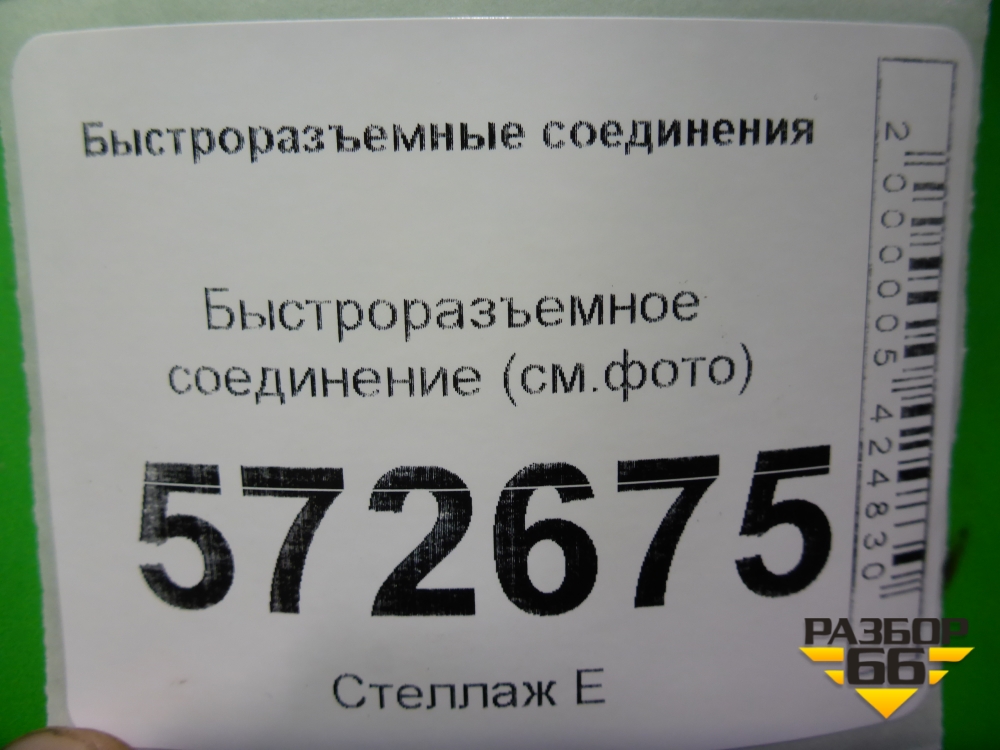 Быстроразъемные соединения
Быстроразъемное
соединение (см.фото)
572675
Стеллаж Е
2000005424830
РАЗБОР
66